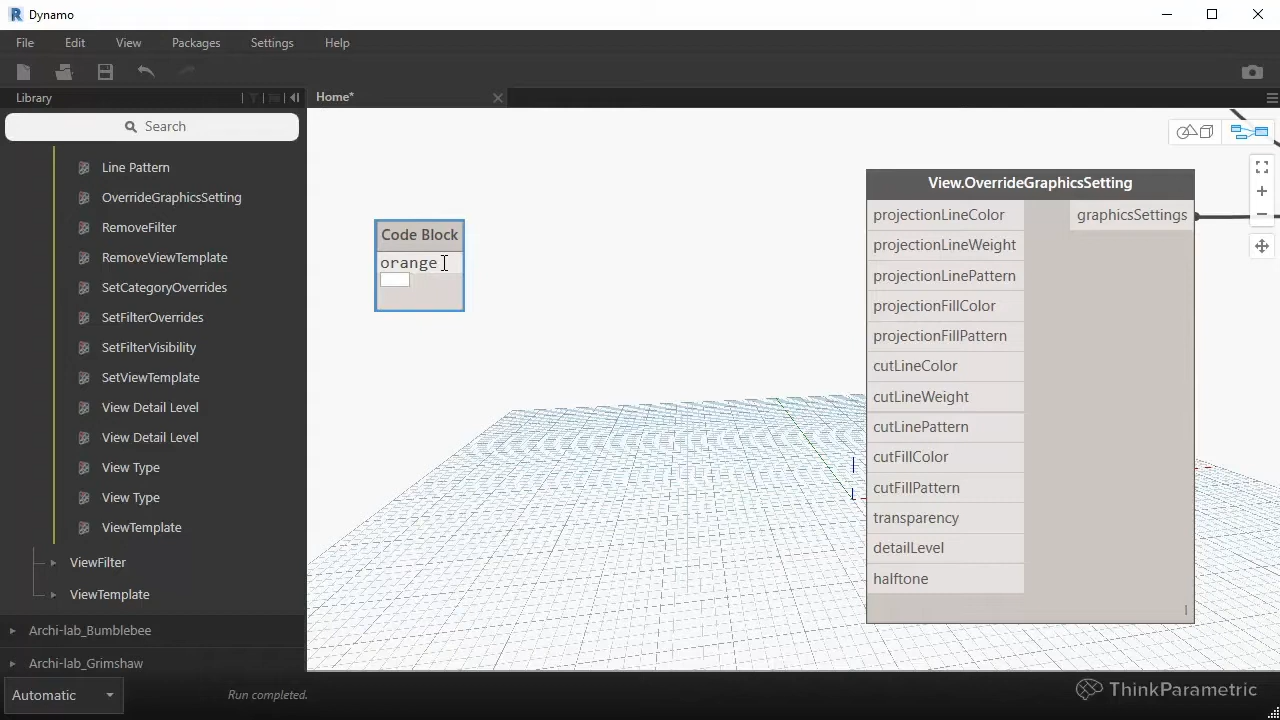 Dynamo
File Edit View Packages Settings Help
Library
Home*
Search
Line Pattern
OverrideGraphicsSetting
RemoveFilter
RemoveViewTemplate
SetCategoryOverrides
SetFilterOverrides
SetFilterVisibility
SetViewTemplate
View Detail Level
View Detail Level
View Type
View Type
ViewTemplate
ViewFilter
ViewTemplate
Archi-lab_Bumblebee
Archi-lab_Grimshaw
Code Block
orange
View.OverrideGraphicsSetting
projectionLineColor
graphicsSettings
projectionLineWeight
projectionLinePattern
projectionFillColor
projectionFillPattern
cutLineColor
cutLineWeight
cutLinePattern
cutFillColor
cutFillPattern
transparency
detailLevel
halftone
Automatic
Run completed.
ThinkParametric